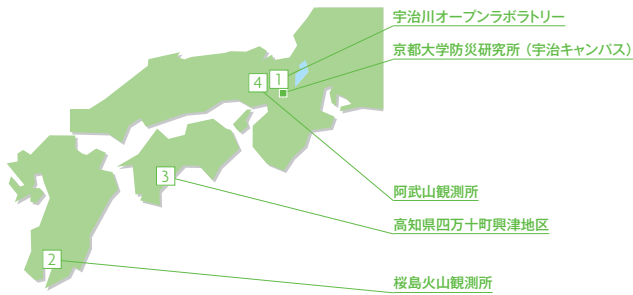 宇治川オープンラボラトリー
京都大学防災研究所（宇治キャンパス）
4 1
阿武山観測所
3
高知県四万十町興津地区
2
桜島火山観測所